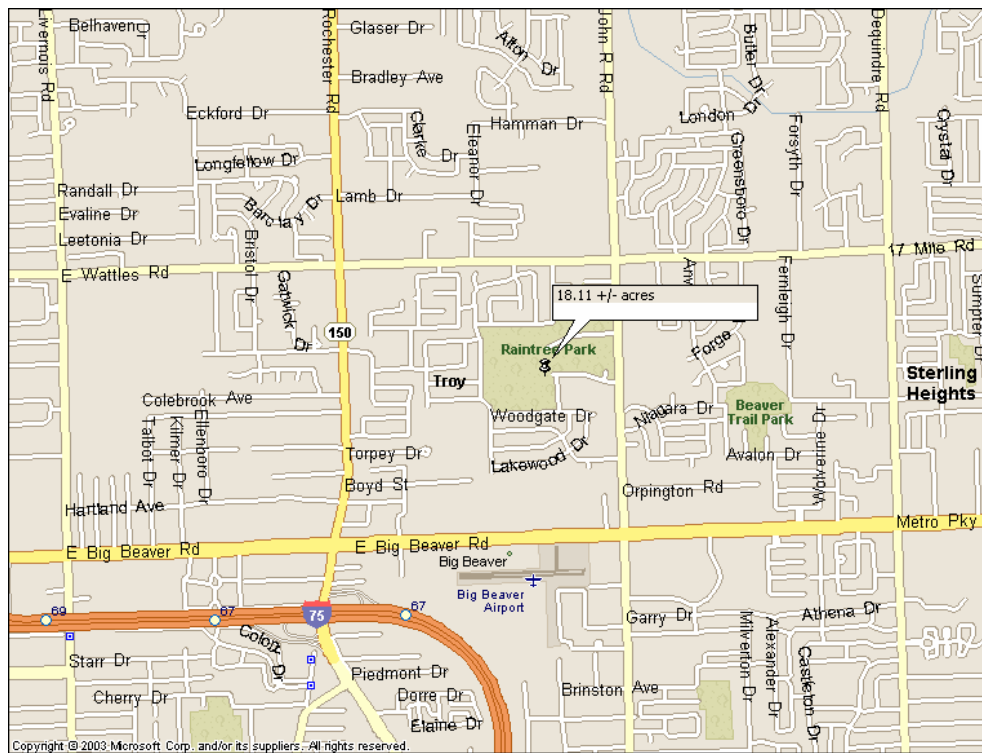 Livernois Rd
Belhaven Dr
Rochester Rd
Glaser Dr
Alton Dr
John R Rd
Butler Dr
Dequindre Rd
Bradley Ave
Eckford Dr
Clarke Dr
Eleanor Dr
Hamman Dr
London Dr
Greensboro Dr
Forsyth Dr
Crystal Dr
Longfellow Dr
Randall Dr
Lamb Dr
Evaline Dr
Barclay Dr
Leetonia Dr
Bristol Dr
17 Mile Rd
E Wattles Rd
Gatwick Dr
Fernleigh Dr
Sumpter Dr
18.11 +/- acres
150
Forge
Raintree Park
Troy
Sterling
Heights
Colebrook Ave
Talbot Dr
Kilmer Dr
Ellenboro Dr
Woodgate Dr
Niagara Dr
Beaver
Trail Park
Wolverine Dr
Torpey Dr
Lakewood Dr
Avalon Dr
Boyd St
Orpington Rd
Hartland Ave
Metro Pky
E Big Beaver Rd
E Big Beaver Rd
Big Beaver
Big Beaver
Airport
69
67
75
67
Garry Dr
Milverton Dr
Alexander Dr
Athena Dr
Castleton Dr
Starr Dr
Piedmont Dr
Cherry Dr
Dorre Dr
Elaine Dr
Brinston Ave
Copyright © 2003 Microsoft Corp. and/or its suppliers. All rights reserved.